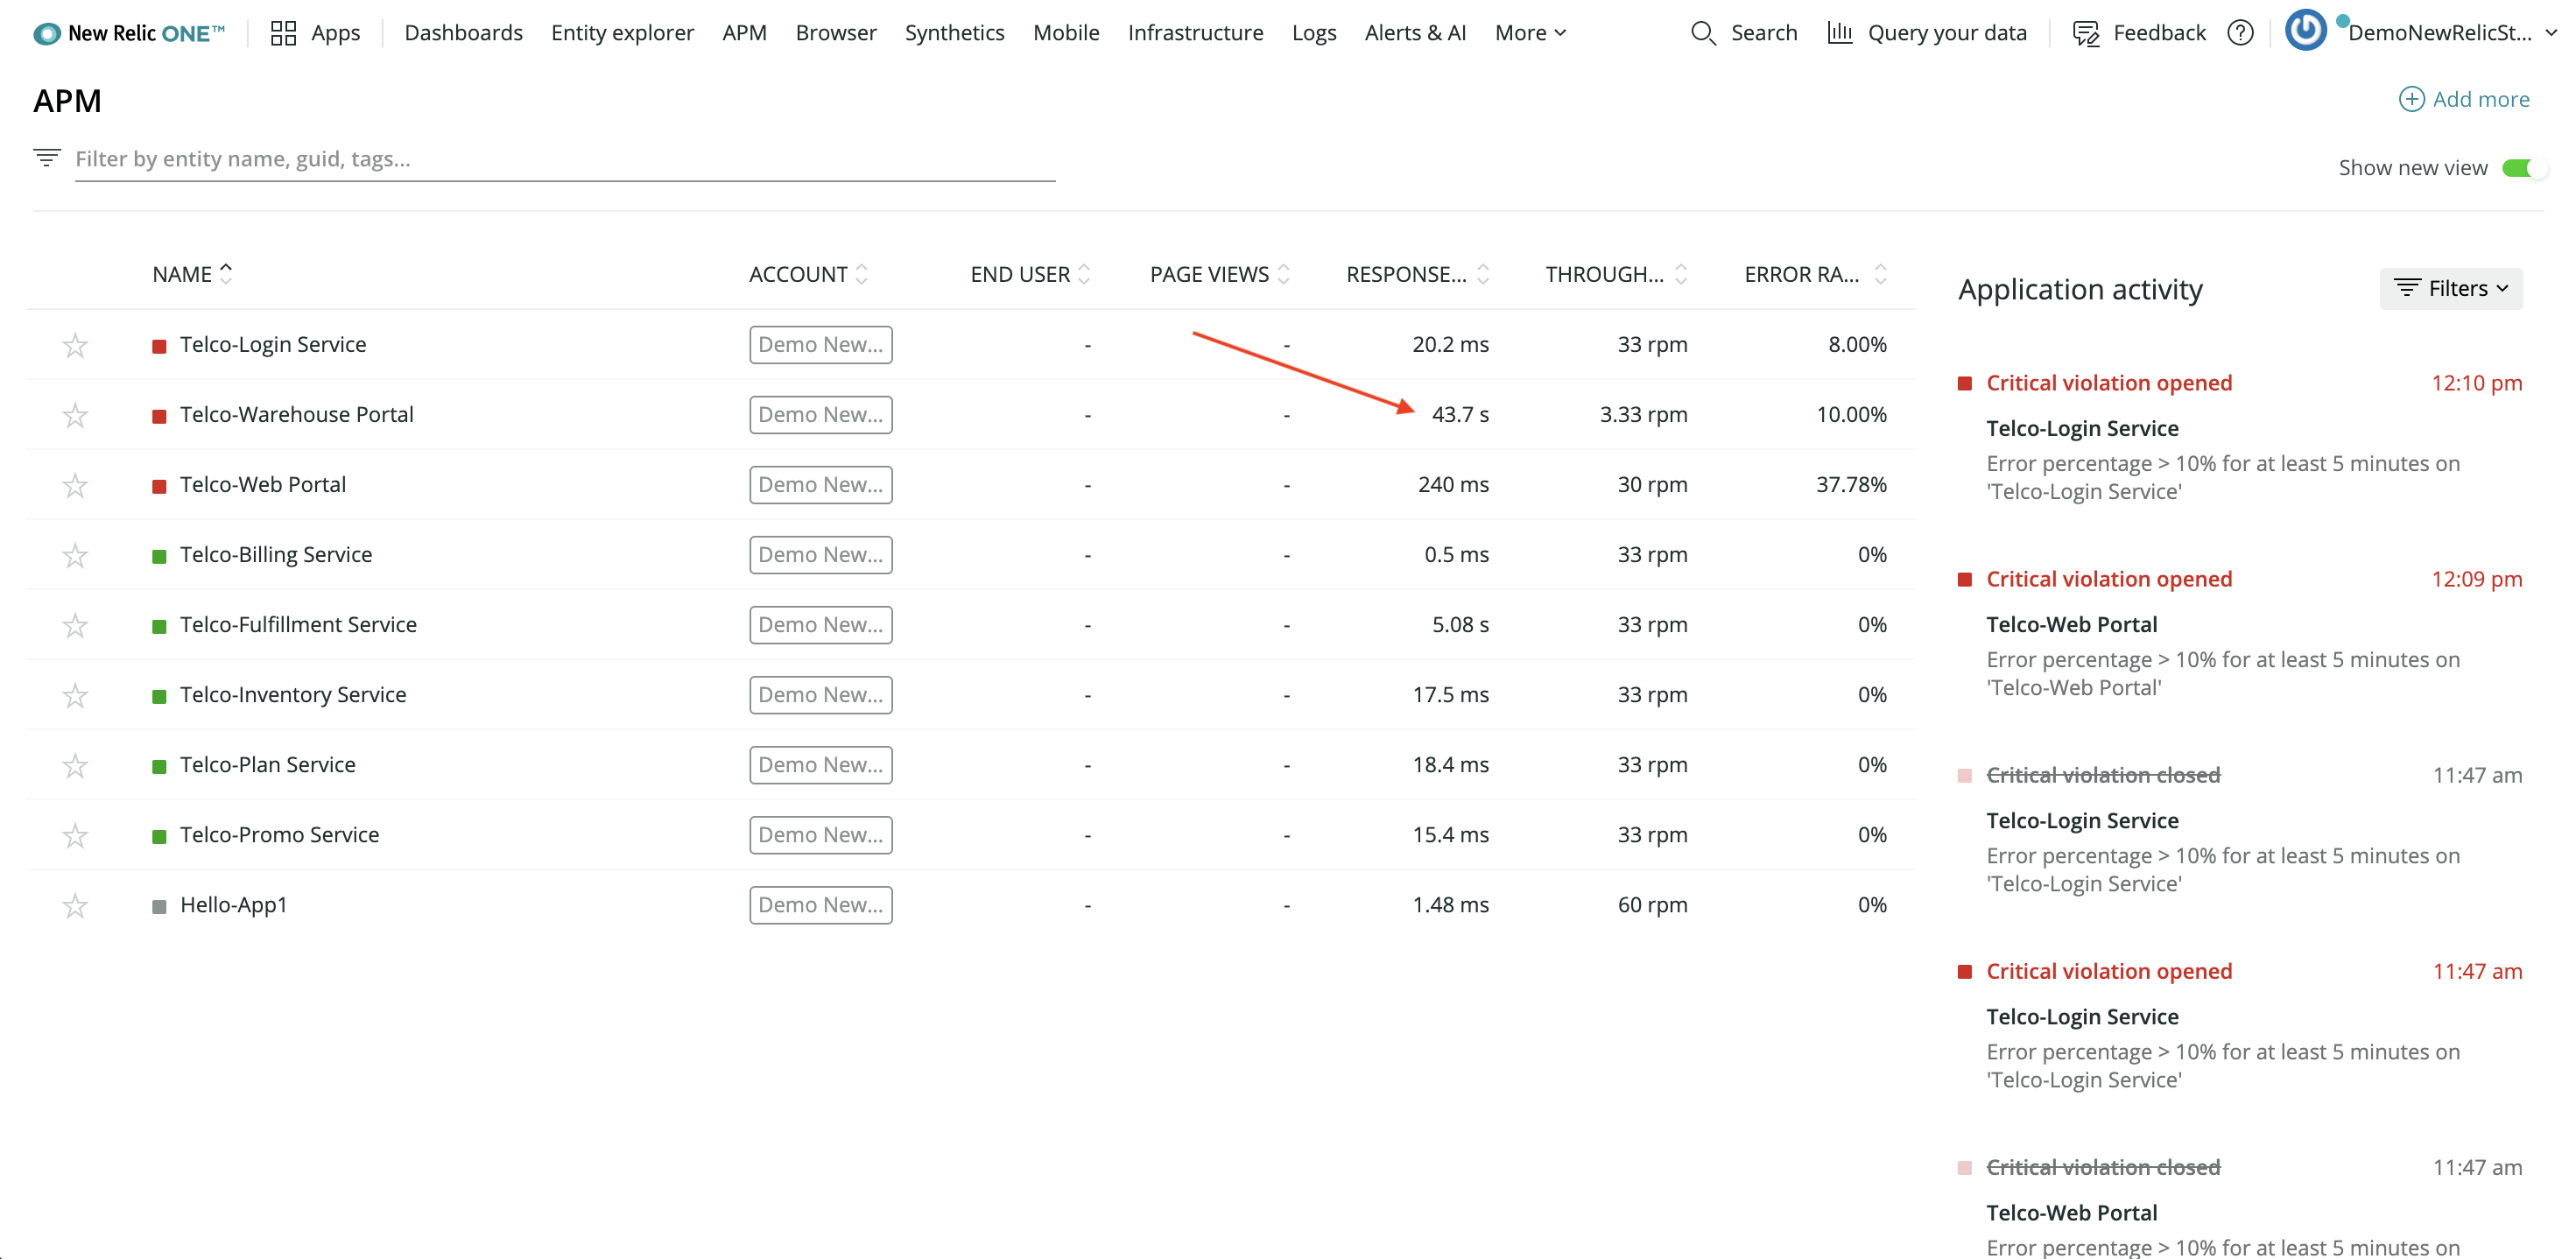 New Relic ONE™ Apps Dashboards Entity explorer APM Browser Synthetics Mobile Infrastructure Logs Alerts & AI More Search Query your data Feedback ? DemoNewRelicSt...
APM
Add more
Filter by entity name, guid, tags...
Show new view
NAME ACCOUNT END USER PAGE VIEWS RESPONSE... THROUGH... ERROR RA...
Telco-Login Service Demo New... - - 20.2 ms 33 rpm 8.00%
Telco-Warehouse Portal Demo New... - - 43.7 s 3.33 rpm 10.00%
Telco-Web Portal Demo New... - - 240 ms 30 rpm 37.78%
Telco-Billing Service Demo New... - - 0.5 ms 33 rpm 0%
Telco-Fulfillment Service Demo New... - - 5.08 s 33 rpm 0%
Telco-Inventory Service Demo New... - - 17.5 ms 33 rpm 0%
Telco-Plan Service Demo New... - - 18.4 ms 33 rpm 0%
Telco-Promo Service Demo New... - - 15.4 ms 33 rpm 0%
Hello-App1 Demo New... - - 1.48 ms 60 rpm 0%
Application activity Filters
Critical violation opened 12:10 pm
Telco-Login Service
Error percentage > 10% for at least 5 minutes on
'Telco-Login Service'
Critical violation opened 12:09 pm
Telco-Web Portal
Error percentage > 10% for at least 5 minutes on
'Telco-Web Portal'
Critical violation closed 11:47 am
Telco-Login Service
Error percentage > 10% for at least 5 minutes on
'Telco-Login Service'
Critical violation opened 11:47 am
Telco-Login Service
Error percentage > 10% for at least 5 minutes on
'Telco-Login Service'
Critical violation closed 11:47 am
Telco-Web Portal
Error percentage > 10% for at least 5 minutes on